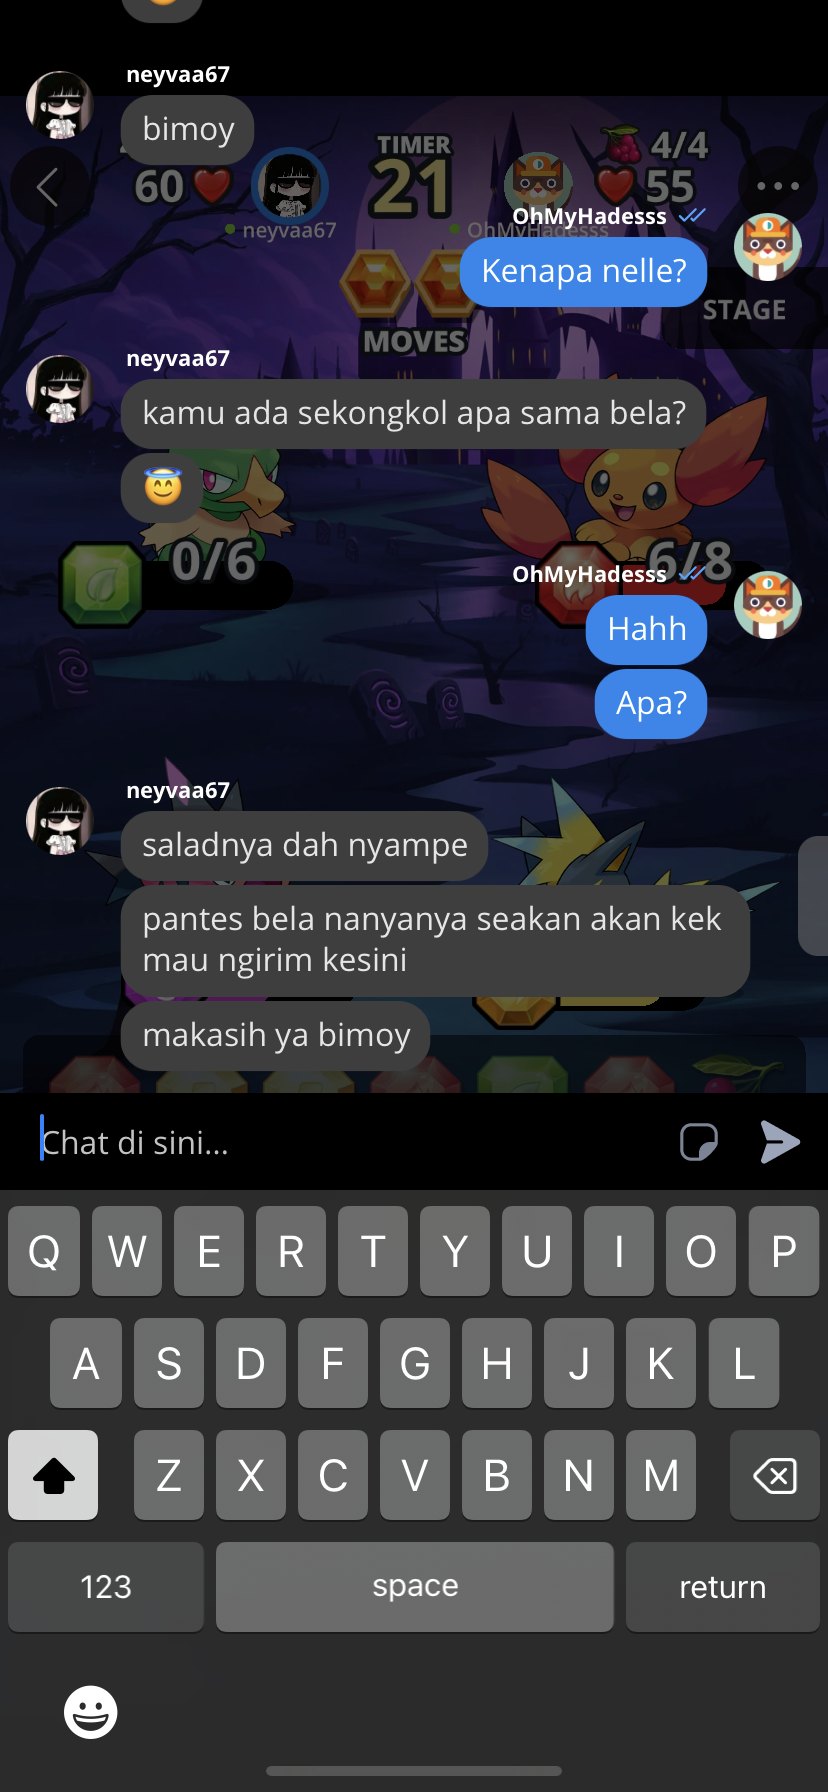 neyvaa67
bimoy
TIMER
21
60
4/4
55
neyvaa67
OhMyHadesss
OhMyHadesss
Kenapa nelle?
MOVES
STAGE
neyvaa67
kamu ada sekongkol apa sama bela?
0/6
6/8
OhMyHadesss
Hahh
Apa?
neyvaa67
saladnya dah nyampe
pantes bela nanyanya seakan akan kek
mau ngirim kesini
makasih ya bimoy
Chat di sini...
Q W E R T Y U I O P
A S D F G H J K L
Z X C V B N M
123 space return